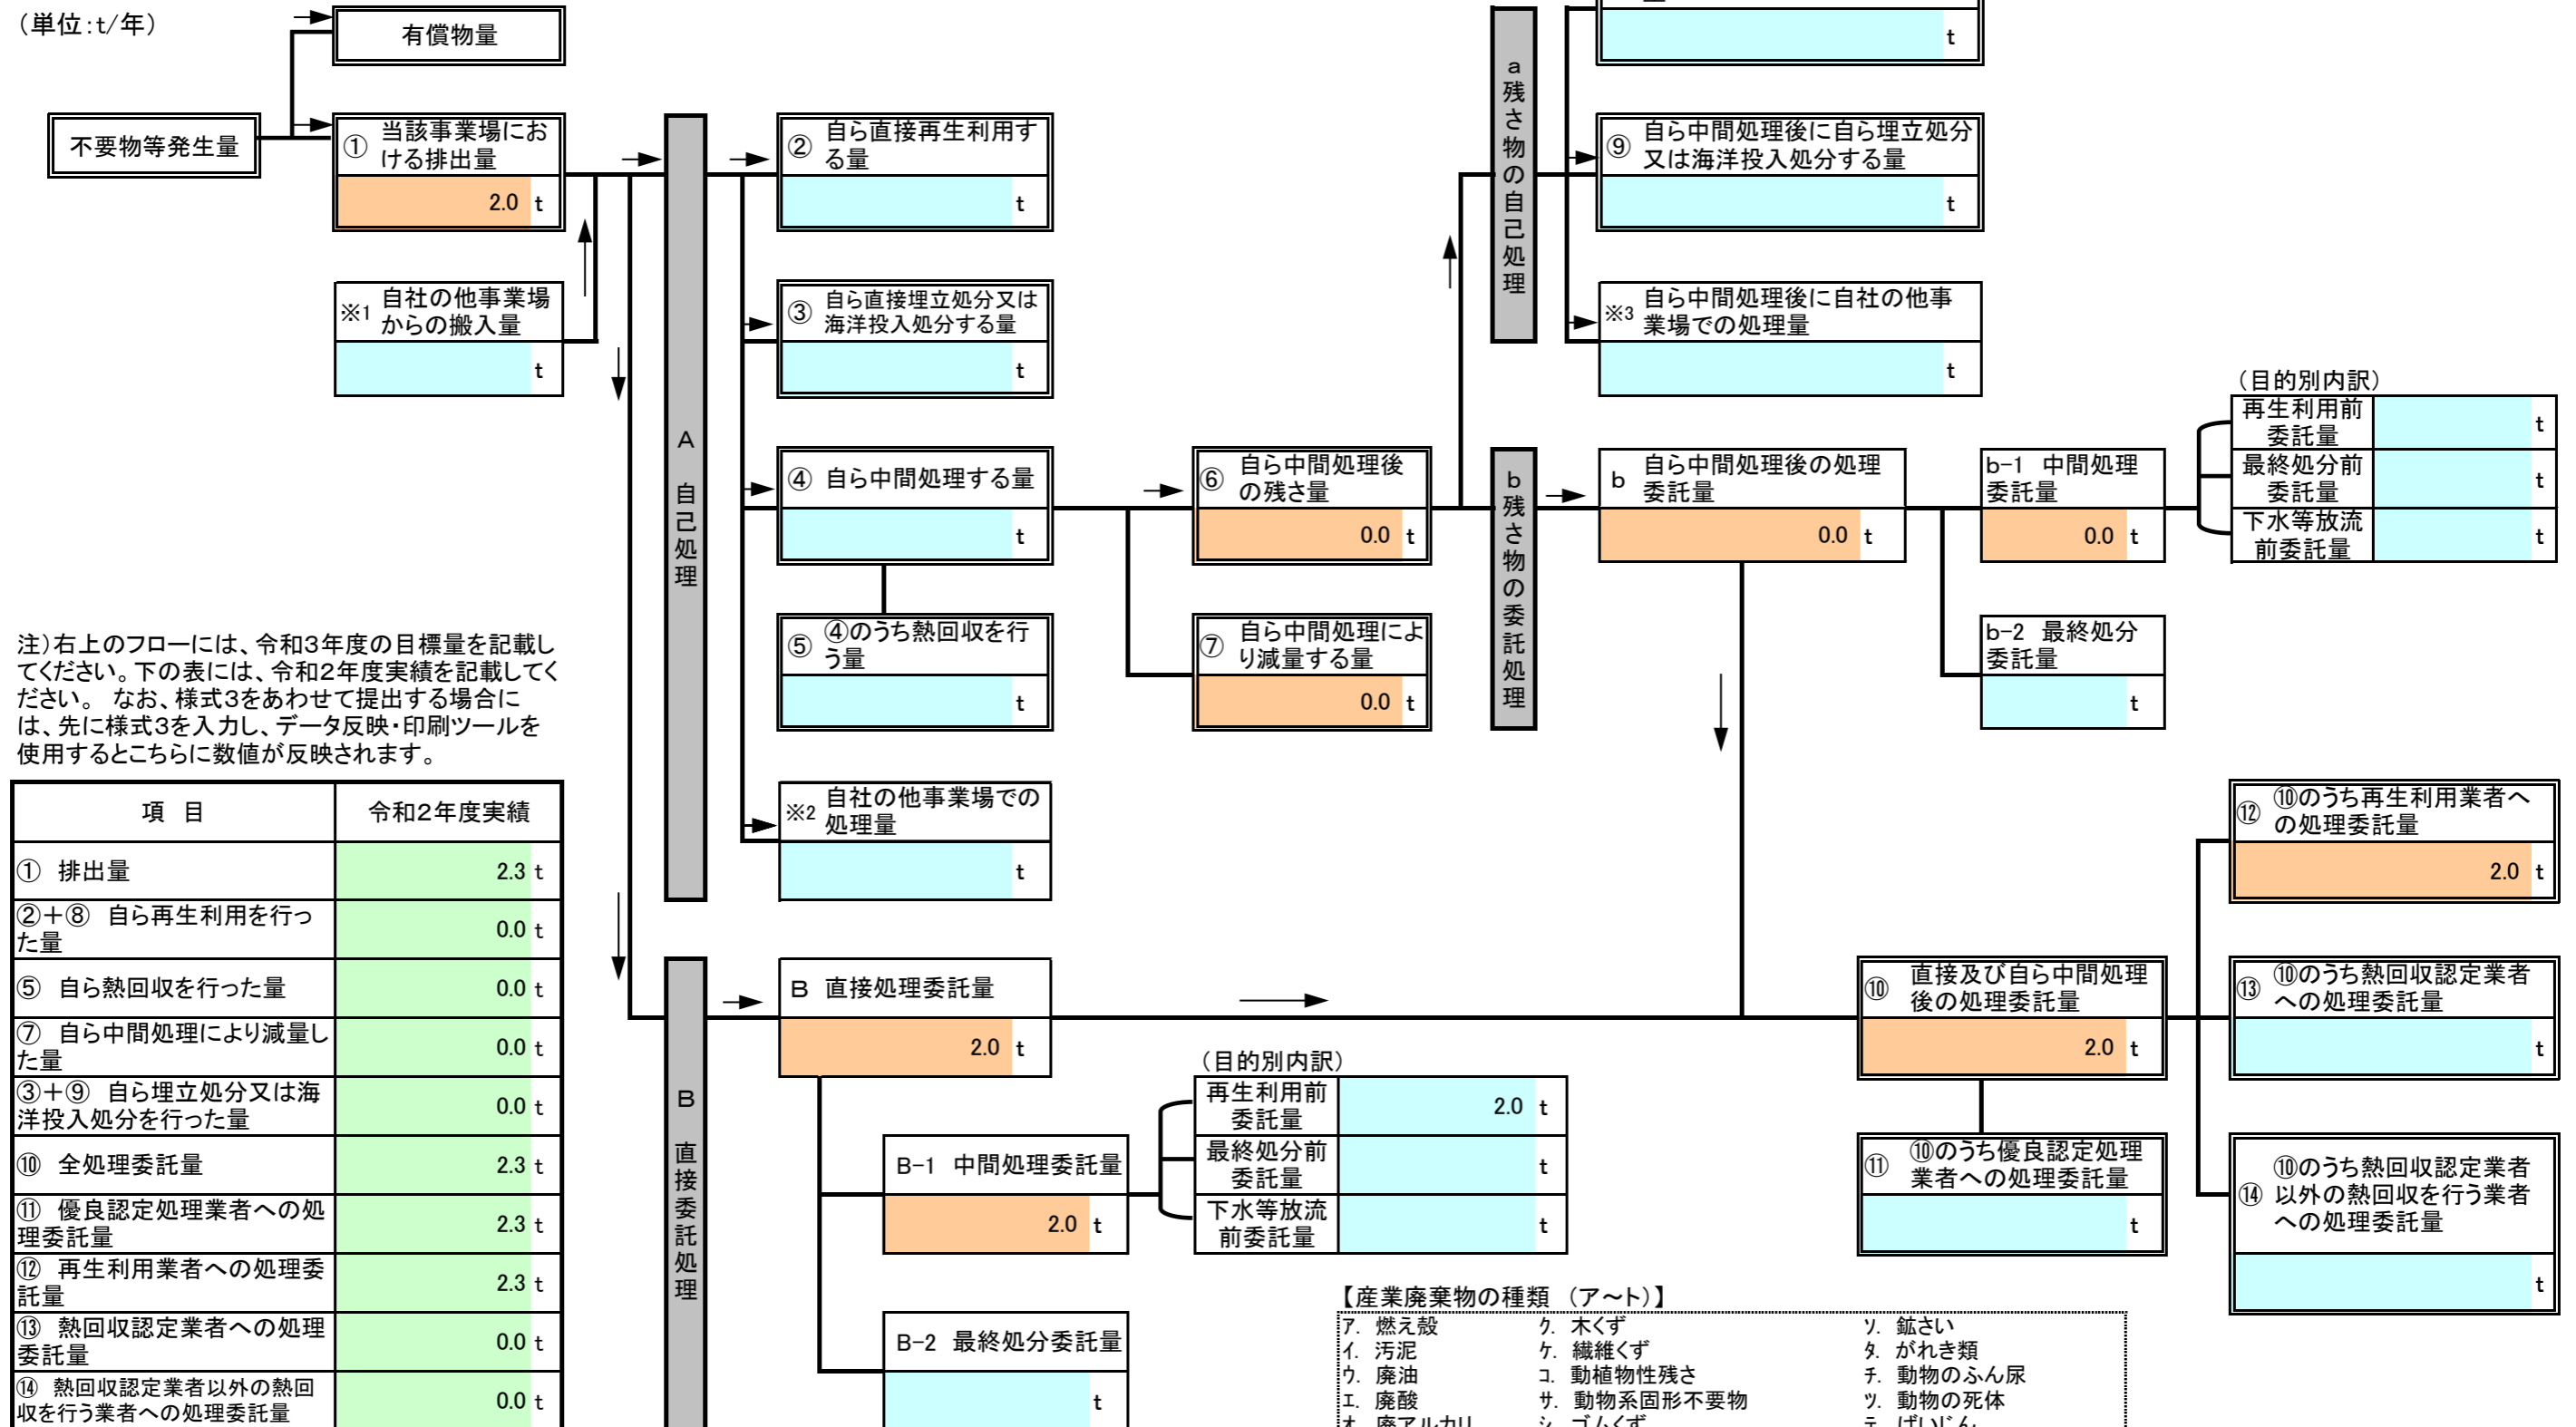 (単位:t/年)
有償物量
不要物等発生量
① 当該事業場にお
ける排出量
2.0 t
※1 自社の他事業場
からの搬入量
t
A 自己処理
② 自ら直接再生利用す
る量
t
③ 自ら直接埋立処分又は
海洋投入処分する量
t
④ 自ら中間処理する量
t
⑤ ④のうち熱回収を行
う量
t
※2 自社の他事業場での
処理量
t
⑥ 自ら中間処理後
の残さ量
0.0 t
⑦ 自ら中間処理によ
り減量する量
0.0 t
a残さ物の自己処理
t
⑨ 自ら中間処理後に自ら埋立処分
又は海洋投入処分する量
t
※3 自ら中間処理後に自社の他事
業場での処理量
t
b残さ物の委託処理
b 自ら中間処理後の処理
委託量
0.0 t
b-1 中間処理
委託量
0.0 t
b-2 最終処分
委託量
t
(目的別内訳)
再生利用前
委託量
t
最終処分前
委託量
t
下水等放流
前委託量
t
注)右上のフローには、令和3年度の目標量を記載し
てください。下の表には、令和2年度実績を記載してく
ださい。 なお、様式3をあわせて提出する場合に
は、先に様式3を入力し、データ反映・印刷ツールを
使用するとこちらに数値が反映されます。
項 目 令和2年度実績
① 排出量 2.3 t
②+⑧ 自ら再生利用を行っ
た量 0.0 t
⑤ 自ら熱回収を行った量 0.0 t
⑦ 自ら中間処理により減量し
た量 0.0 t
③+⑨ 自ら埋立処分又は海
洋投入処分を行った量 0.0 t
⑩ 全処理委託量 2.3 t
⑪ 優良認定処理業者への処
理委託量 2.3 t
⑫ 再生利用業者への処理委
託量 2.3 t
⑬ 熱回収認定業者への処理
委託量 0.0 t
⑭ 熱回収認定業者以外の熱回
収を行う業者への処理委託量 0.0 t
B 直接委託処理
B 直接処理委託量
2.0 t
B-1 中間処理委託量
2.0 t
B-2 最終処分委託量
t
(目的別内訳)
再生利用前
委託量
2.0 t
最終処分前
委託量
t
下水等放流
前委託量
t
⑩ 直接及び自ら中間処理
後の処理委託量
2.0 t
⑪ ⑩のうち優良認定処理
業者への処理委託量
t
⑫ ⑩のうち再生利用業者へ
の処理委託量
2.0 t
⑬ ⑩のうち熱回収認定業者
への処理委託量
t
⑭ ⑩のうち熱回収認定業者
以外の熱回収を行う業者
への処理委託量
t
【産業廃棄物の種類 (ア~ト)】
ア. 燃え殻 ク. 木くず ソ. 鉱さい
イ. 汚泥 ケ. 繊維くず タ. がれき類
ウ. 廃油 コ. 動植物性残さ チ. 動物のふん尿
エ. 廃酸 サ. 動物系固形不要物 ツ. 動物の死体
オ. 廃アルカリ シ. ゴムくず テ. ばいじん